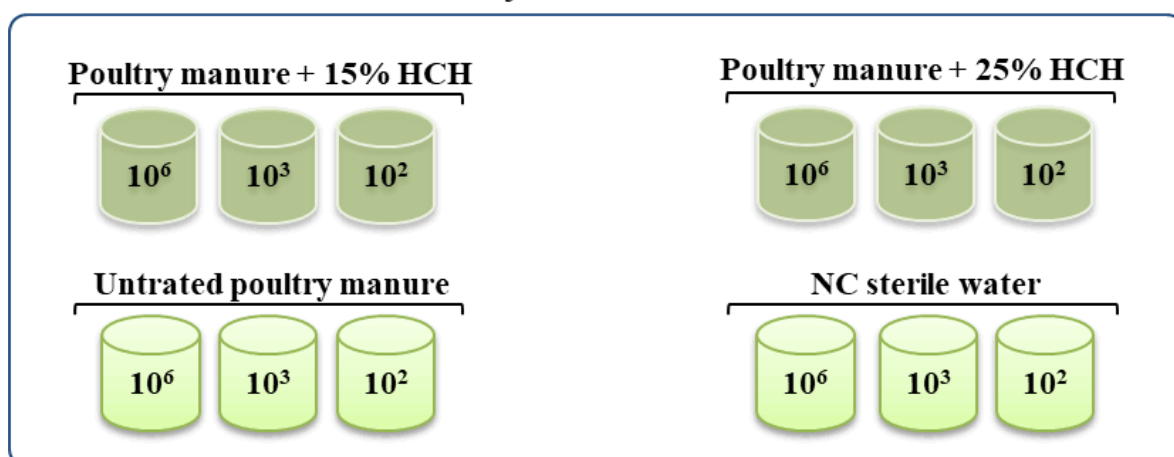 Poultry manure + 15% HCH
Poultry manure + 25% HCH
10⁶ 10³ 10²
10⁶ 10³ 10²
Untrated poultry manure
NC sterile water
10⁶ 10³ 10²
10⁶ 10³ 10²